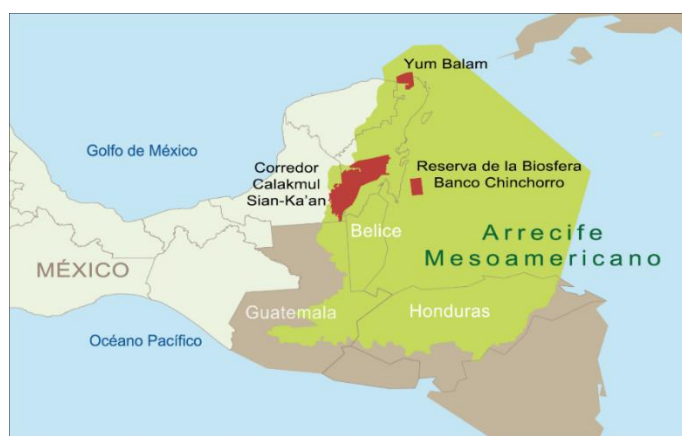 Yum Balam
Golfo de México
Corredor
Calakmul
Sian-Ka'an
Reserva de la Biosfera
Banco Chinchorro
Belice
Arrecife
Mesoamericano
MÉXICO
Guatemala
Honduras
Océano Pacífico